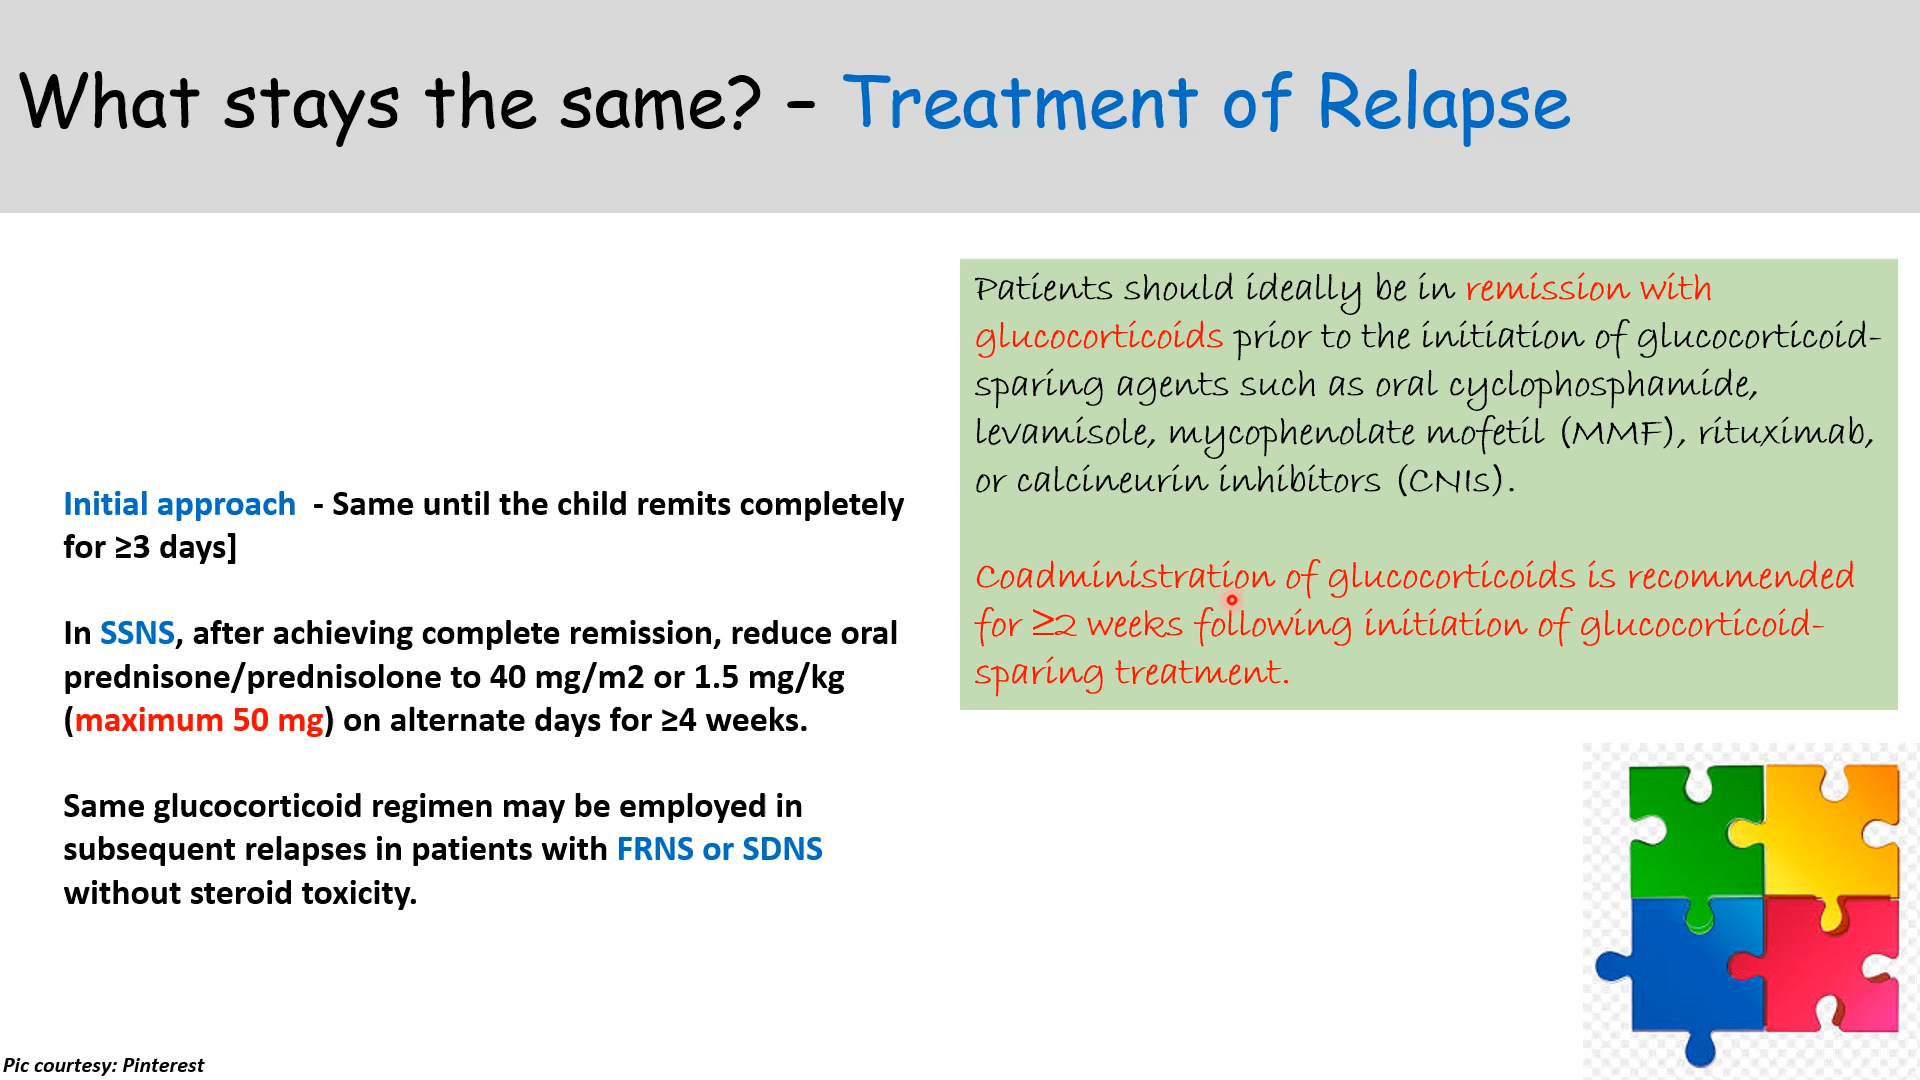 What stays the same? – Treatment of Relapse
Initial approach  - Same until the child remits completely
for ≥3 days]
In SSNS, after achieving complete remission, reduce oral
prednisone/prednisolone to 40 mg/m2 or 1.5 mg/kg
(maximum 50 mg) on alternate days for ≥4 weeks.
Same glucocorticoid regimen may be employed in
subsequent relapses in patients with FRNS or SDNS
without steroid toxicity.
Patients should ideally be in remission with
glucocorticoids prior to the initiation of glucocorticoid-
sparing agents such as oral cyclophosphamide,
levamisole, mycophenolate mofetil (MMF), rituximab,
or calcineurin inhibitors (CNIs).
Coadministration of glucocorticoids is recommended
for ≥2 weeks following initiation of glucocorticoid-
sparing treatment.
Pic courtesy: Pinterest